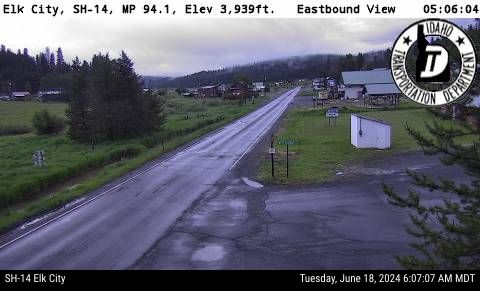 Elk City, SH-14, MP 94.1, Elev 3,939ft. Eastbound View 05:06:04
IDAHO
TRANSPORTATION DEPARTMENT
SH-14 Elk City Tuesday, June 18, 2024 6:07:07 AM MDT